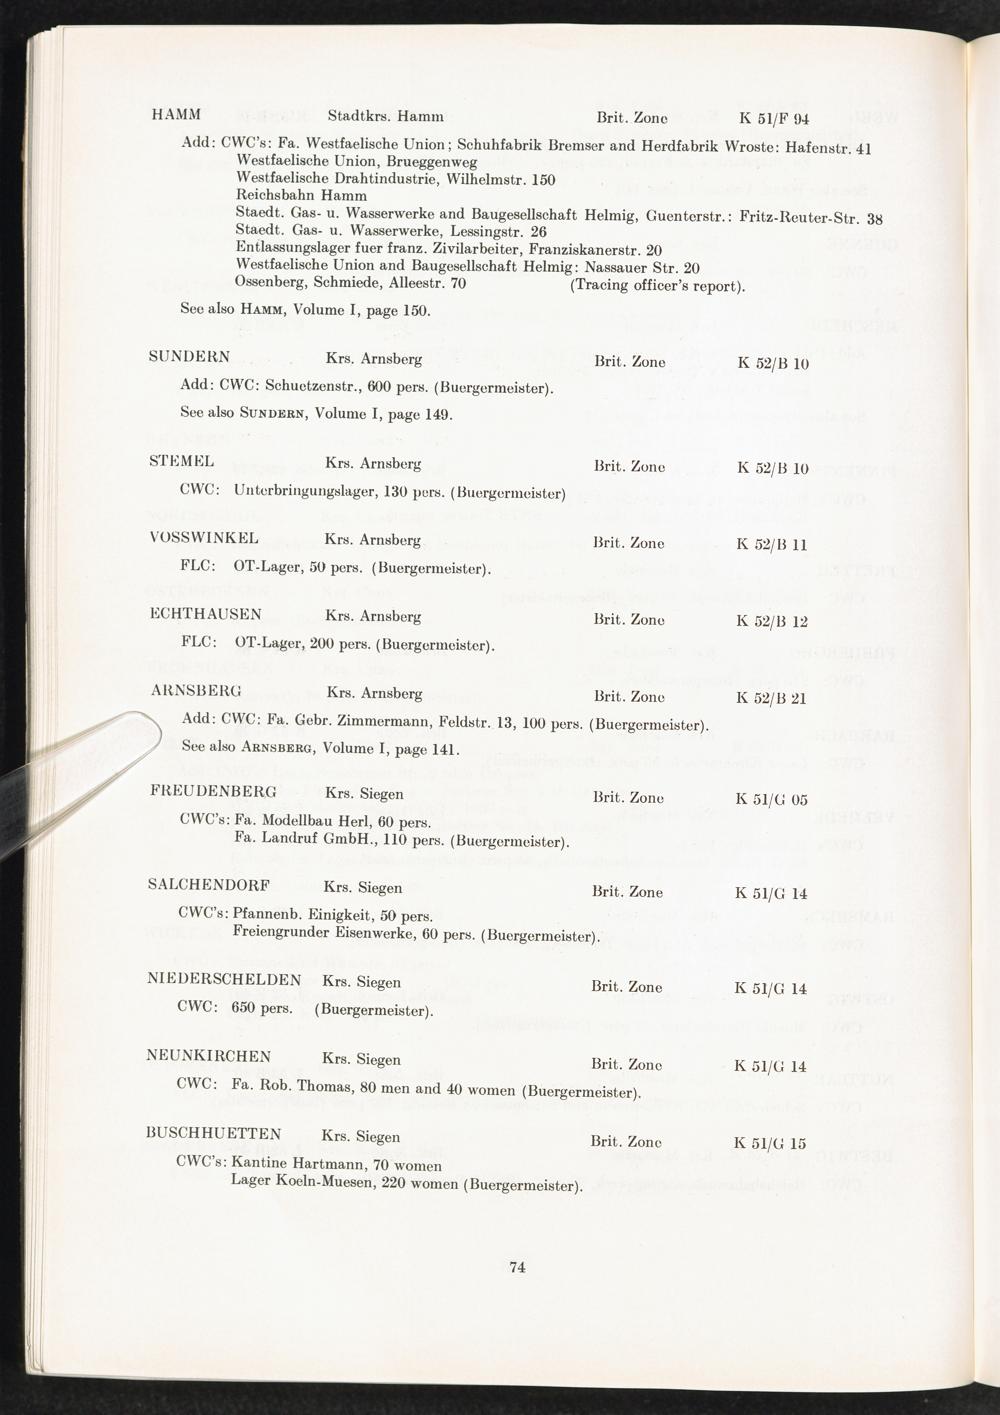 HAMM Stadtkrs. Hamm Brit. Zone K 51/F 94
Add: CWC's: Fa. Westfaelische Union; Schuhfabrik Bremser and Herdfabrik Wroste: Hafenstr. 41
Westfaelische Union, Brueggenweg
Westfaelische Drahtindustrie, Wilhelmstr. 150
Reichsbahn Hamm
Staedt. Gas- u. Wasserwerke and Baugesellschaft Helmig, Guenterstr.: Fritz-Reuter-Str. 38
Staedt. Gas- u. Wasserwerke, Lessingstr. 26
Entlassungslager fuer franz. Zivilarbeiter, Franziskanerstr. 20
Westfaelische Union and Baugesellschaft Helmig: Nassauer Str. 20
Ossenberg, Schmiede, Alleestr. 70 (Tracing officer's report).
See also HAMM, Volume I, page 150.
SUNDERN Krs. Arnsberg Brit. Zone K 52/B 10
Add: CWC: Schuetzenstr., 600 pers. (Buergermeister).
See also SUNDERN, Volume I, page 149.
STEMEL Krs. Arnsberg Brit. Zone K 52/B 10
CWC: Unterbringungslager, 130 pers. (Buergermeister)
VOSSWINKEL Krs. Arnsberg Brit. Zone K 52/B 11
FLC: OT-Lager, 50 pers. (Buergermeister).
ECHTHAUSEN Krs. Arnsberg Brit. Zone K 52/B 12
FLC: OT-Lager, 200 pers. (Buergermeister).
ARNSBERG Krs. Arnsberg Brit. Zone K 52/B 21
Add: CWC: Fa. Gebr. Zimmermann, Feldstr. 13, 100 pers. (Buergermeister).
See also ARNSBERG, Volume I, page 141.
FREUDENBERG Krs. Siegen Brit. Zone K 51/G 05
CWC's: Fa. Modellbau Herl, 60 pers.
Fa. Landruf GmbH., 110 pers. (Buergermeister).
SALCHENDORF Krs. Siegen Brit. Zone K 51/G 14
CWC's: Pfannenb. Einigkeit, 50 pers.
Freiengrunder Eisenwerke, 60 pers. (Buergermeister).
NIEDERSCHELDEN Krs. Siegen Brit. Zone K 51/G 14
CWC: 650 pers. (Buergermeister).
NEUNKIRCHEN Krs. Siegen Brit. Zone K 51/G 14
CWC: Fa. Rob. Thomas, 80 men and 40 women (Buergermeister).
BUSCHHUETTEN Krs. Siegen Brit. Zone K 51/G 15
CWC's: Kantine Hartmann, 70 women
Lager Koeln-Muesen, 220 women (Buergermeister).
74